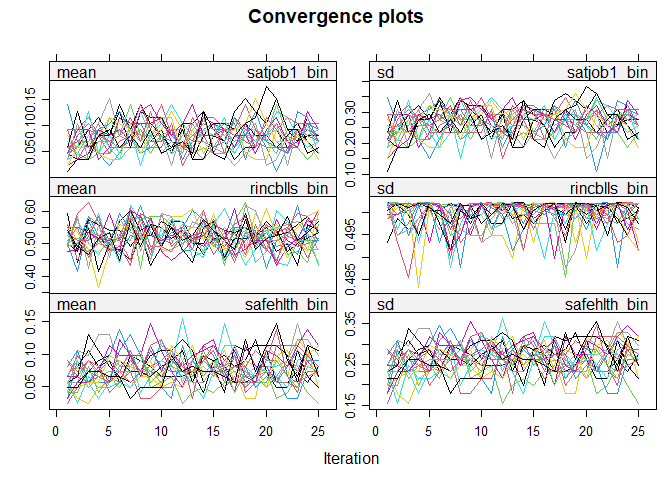 Convergence plots
mean satjob1_bin
sd satjob1_bin
0.05 0.10 0.15
0.10 0.20 0.30
mean rincblls_bin
sd rincblls_bin
0.40 0.50 0.60
0.485 0.495
mean safehlth_bin
sd safehlth_bin
0.05 0.10 0.15
0.15 0.25 0.35
0 5 10 15 20 25
0 5 10 15 20 25
Iteration